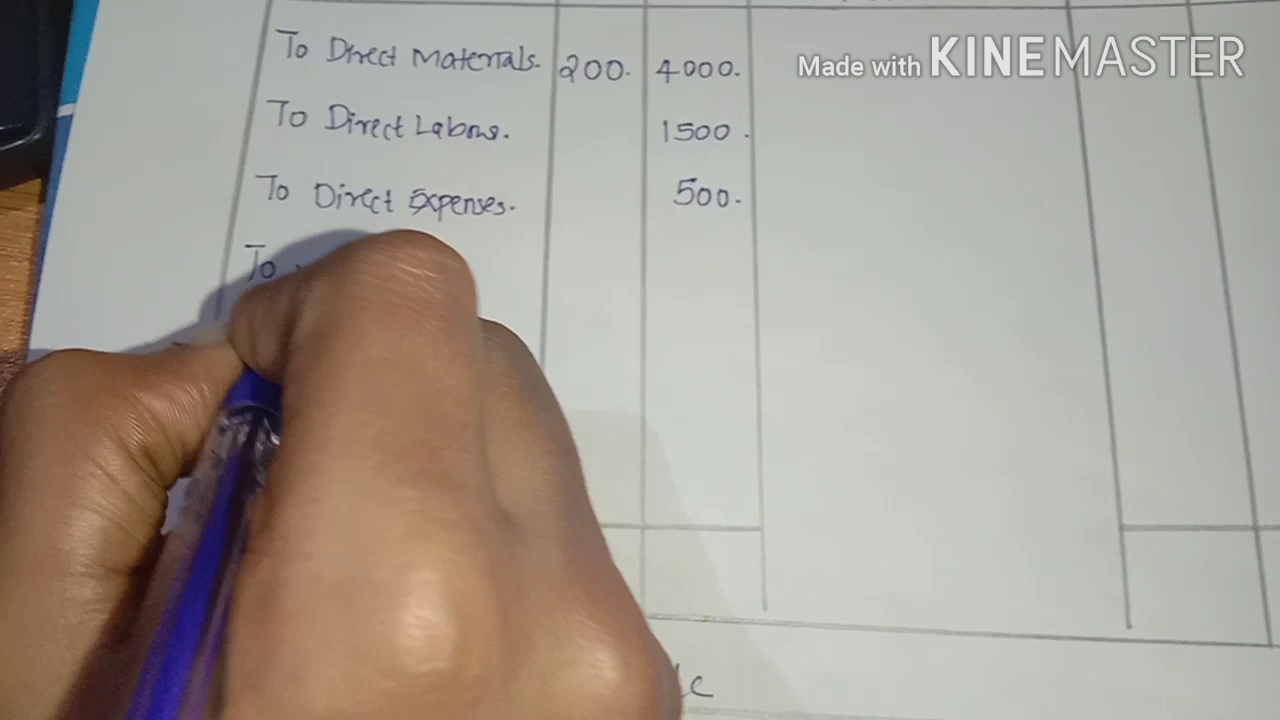 Made with KINEMASTER
To Direct Materials. 200. 4000.
To Direct Labour. 1500.
To Direct Expenses. 500.
To